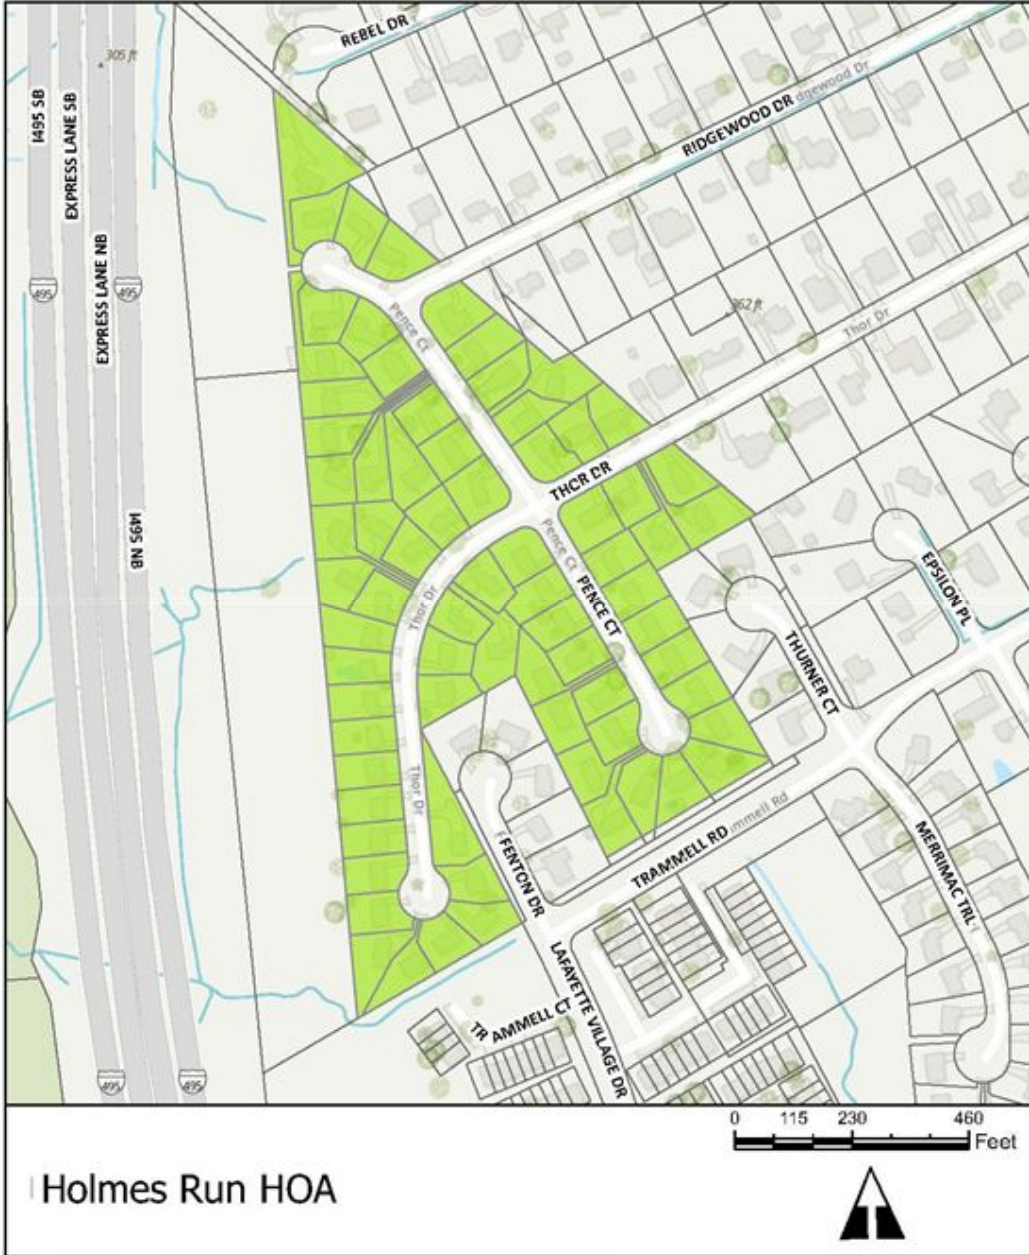 REBEL DR
305 ft
I495 SB
EXPRESS LANE SB
RIDGEWOOD DR
dgewood Dr
EXPRESS LANE NB
495
495
Pence Ct
362 ft
Thor Dr
THOR DR
I495 NB
Pence Ct
PENCE CT
EPSILON PL
Thor Dr
THURNER CT
Thor Dr
TRAMMELL RD
mmell Rd
FENTON DR
MERRIMAC TRL
LAFAYETTE VILLAGE DR
TRAMMELL CT
495
495
0 115 230 460
Feet
Holmes Run HOA